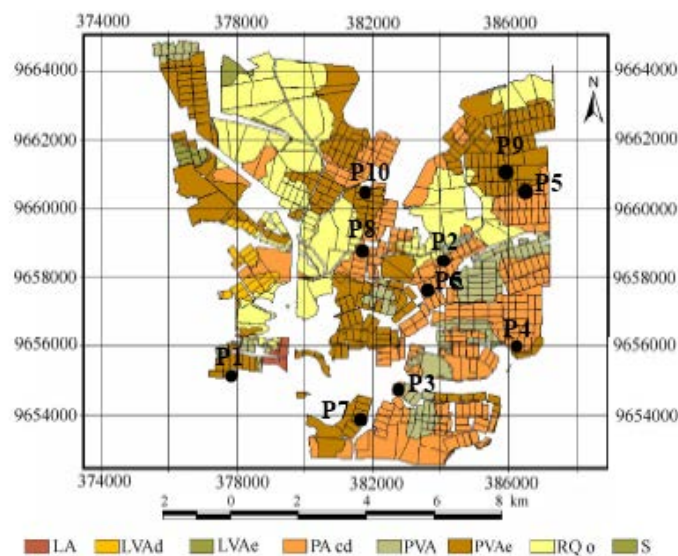 374000 378000 382000 386000
9664000 9664000
N
9662000 9662000
P9
P10 P5
9660000 9660000
P8 P2
9658000 9658000
P6
P4
9656000 9656000
P1
P3
9654000 P7 9654000
374000 378000 382000 386000
2 0 2 4 6 8 km
LA LVAd LVAe PA cd PVA PVAe RQ o S